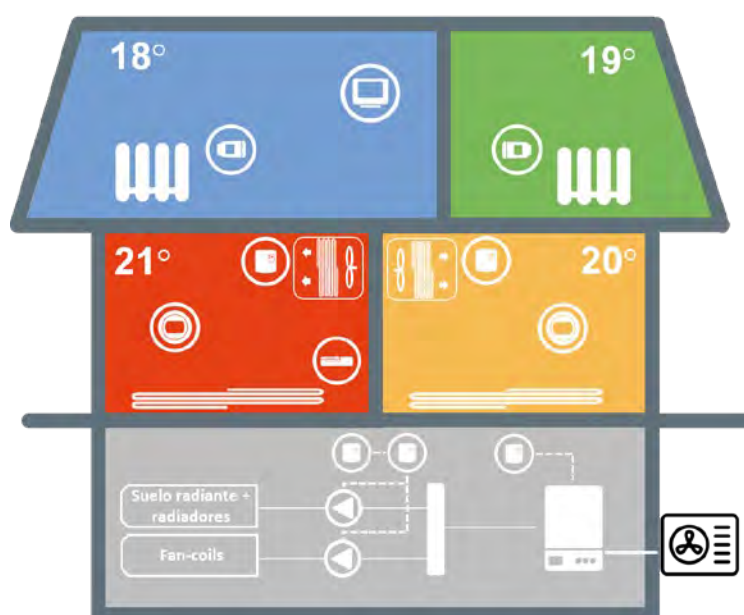 18°
19°
21°
20°
Suelo radiante +
radiadores
Fan-coils